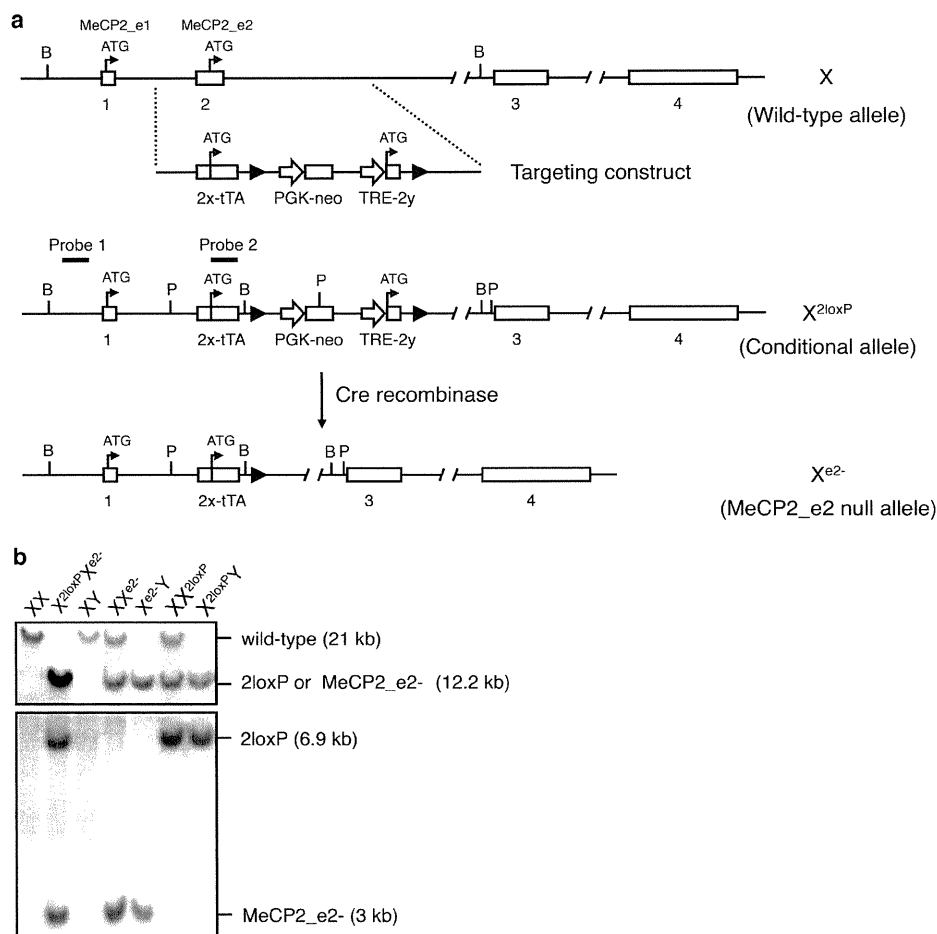 a
MeCP2_e1 MeCP2_e2
B ATG ATG B
1 2 3 4 X
(Wild-type allele)
ATG ATG
Targeting construct
2x-tTA PGK-neo TRE-2y
Probe 1 Probe 2
B ATG P ATG B P ATG B P
1 2x-tTA PGK-neo TRE-2y 3 4 X2loxP
(Conditional allele)
Cre recombinase
B ATG P ATG B B P
1 2x-tTA 3 4 Xe2-
(MeCP2_e2 null allele)
b
XX X2loxPXe2- XY XXe2- Xe2-Y XX2loxP X2loxPY
wild-type (21 kb)
2loxP or MeCP2_e2- (12.2 kb)
2loxP (6.9 kb)
MeCP2_e2- (3 kb)